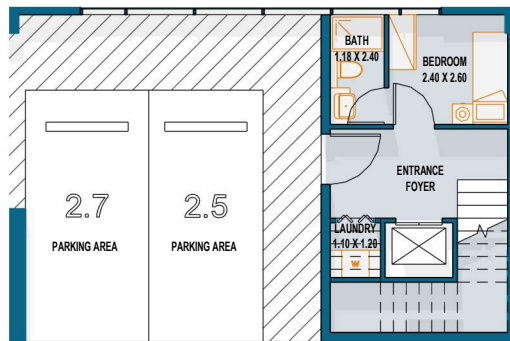 BATH
1.18 X 2.40
BEDROOM
2.40 X 2.60
ENTRANCE
FOYER
2.7
2.5
PARKING AREA
PARKING AREA
LAUNDRY
1.10 X 1.20
W